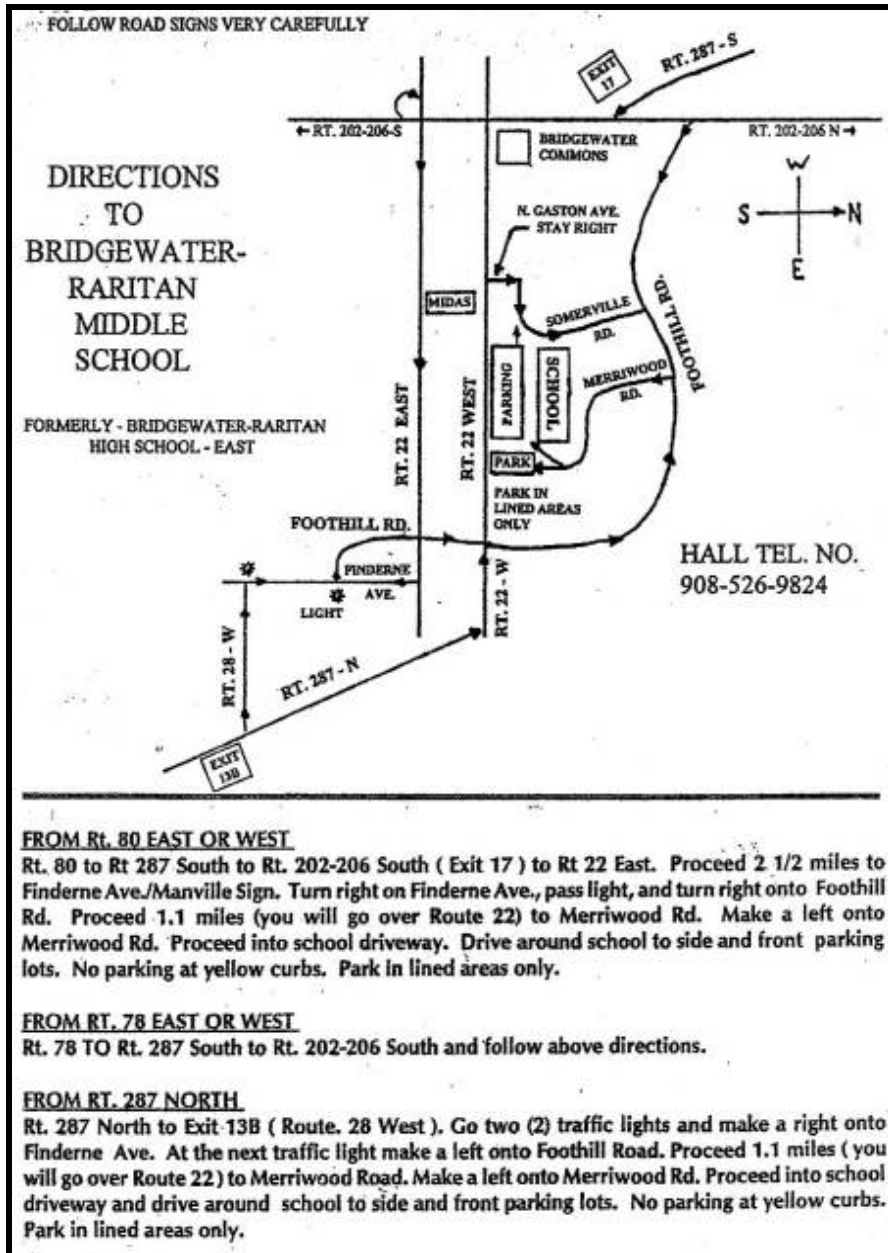 FOLLOW ROAD SIGNS VERY CAREFULLY
EXIT
17
RT. 287 - S
← RT. 202-206-S
RT. 202-206 N →
BRIDGEWATER
COMMONS
DIRECTIONS
TO
BRIDGEWATER-
RARITAN
MIDDLE
SCHOOL
W
S
N
E
N. GASTON AVE.
STAY RIGHT
MIDAS
SOMERVILLE
RD.
FOOTHILL RD.
PARKING
SCHOOL
MERRIWOOD
RD.
FORMERLY - BRIDGEWATER-RARITAN
HIGH SCHOOL - EAST
RT. 22 EAST
RT. 22 WEST
PARK
PARK IN
LINED AREAS
ONLY
FOOTHILL RD.
HALL TEL. NO.
908-526-9824
FINDERNE
AVE.
LIGHT
RT. 22 - W
RT. 28 - W
RT. 287 - N
EXIT
13B
FROM Rt. 80 EAST OR WEST
Rt. 80 to Rt 287 South to Rt. 202-206 South ( Exit 17 ) to Rt 22 East. Proceed 2 1/2 miles to
Finderne Ave./Manville Sign. Turn right on Finderne Ave., pass light, and turn right onto Foothill
Rd. Proceed 1.1 miles (you will go over Route 22) to Merriwood Rd. Make a left onto
Merriwood Rd. Proceed into school driveway. Drive around school to side and front parking
lots. No parking at yellow curbs. Park in lined areas only.
FROM RT. 78 EAST OR WEST
Rt. 78 TO Rt. 287 South to Rt. 202-206 South and follow above directions.
FROM RT. 287 NORTH
Rt. 287 North to Exit 13B ( Route. 28 West ). Go two (2) traffic lights and make a right onto
Finderne Ave. At the next traffic light make a left onto Foothill Road. Proceed 1.1 miles ( you
will go over Route 22 ) to Merriwood Road. Make a left onto Merriwood Rd. Proceed into school
driveway and drive around school to side and front parking lots. No parking at yellow curbs.
Park in lined areas only.